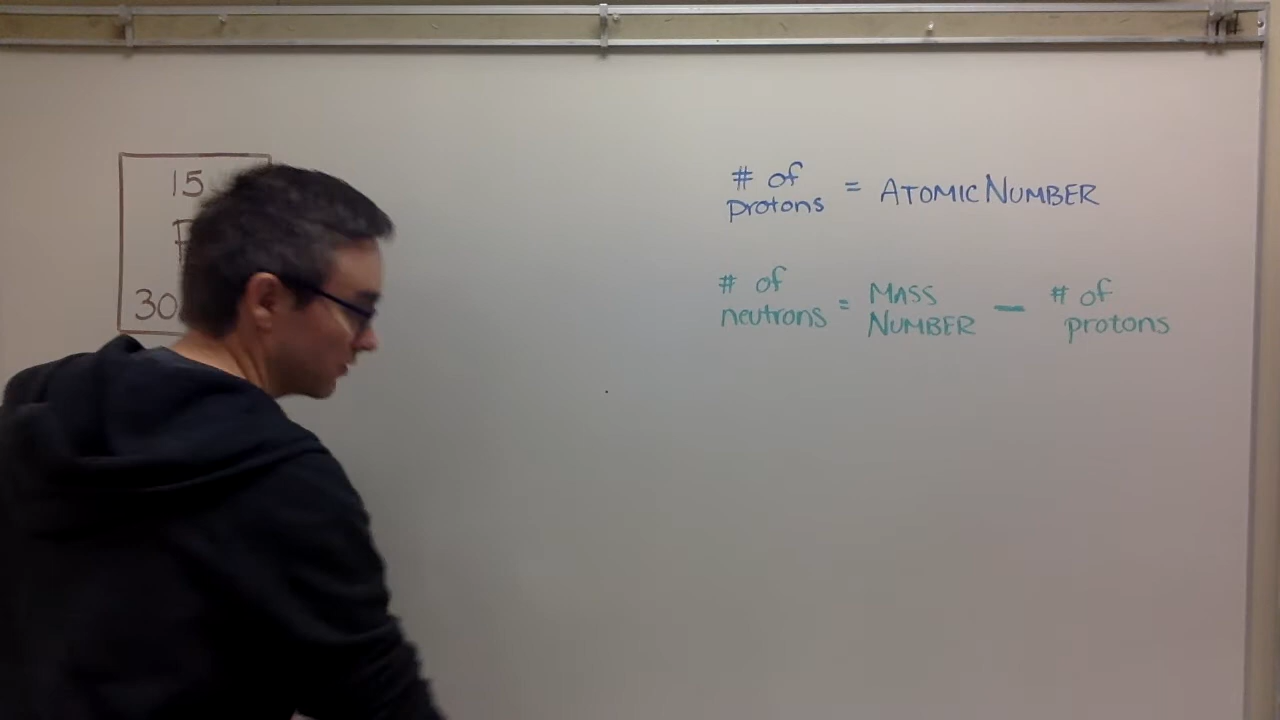 15
P
30
# of
protons = ATOMIC NUMBER
# of
neutrons = MASS
NUMBER - # of
protons